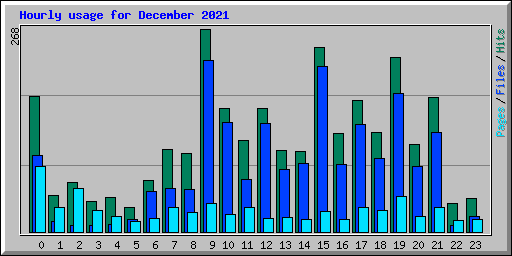 Hourly usage for December 2021
268
Pages/Files/Hits
0 1 2 3 4 5 6 7 8 9 10 11 12 13 14 15 16 17 18 19 20 21 22 23